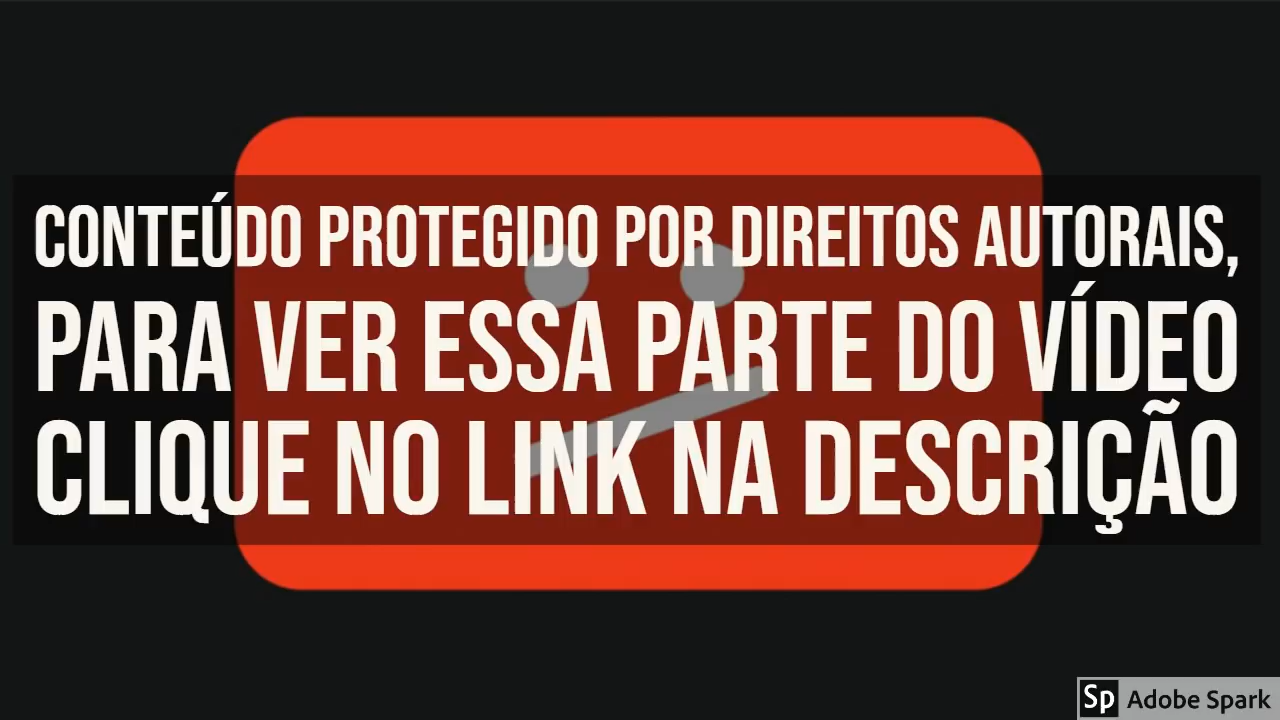 CONTEÚDO PROTEGIDO POR DIREITOS AUTORAIS,
PARA VER ESSA PARTE DO VÍDEO
CLIQUE NO LINK NA DESCRIÇÃO
Sp Adobe Spark